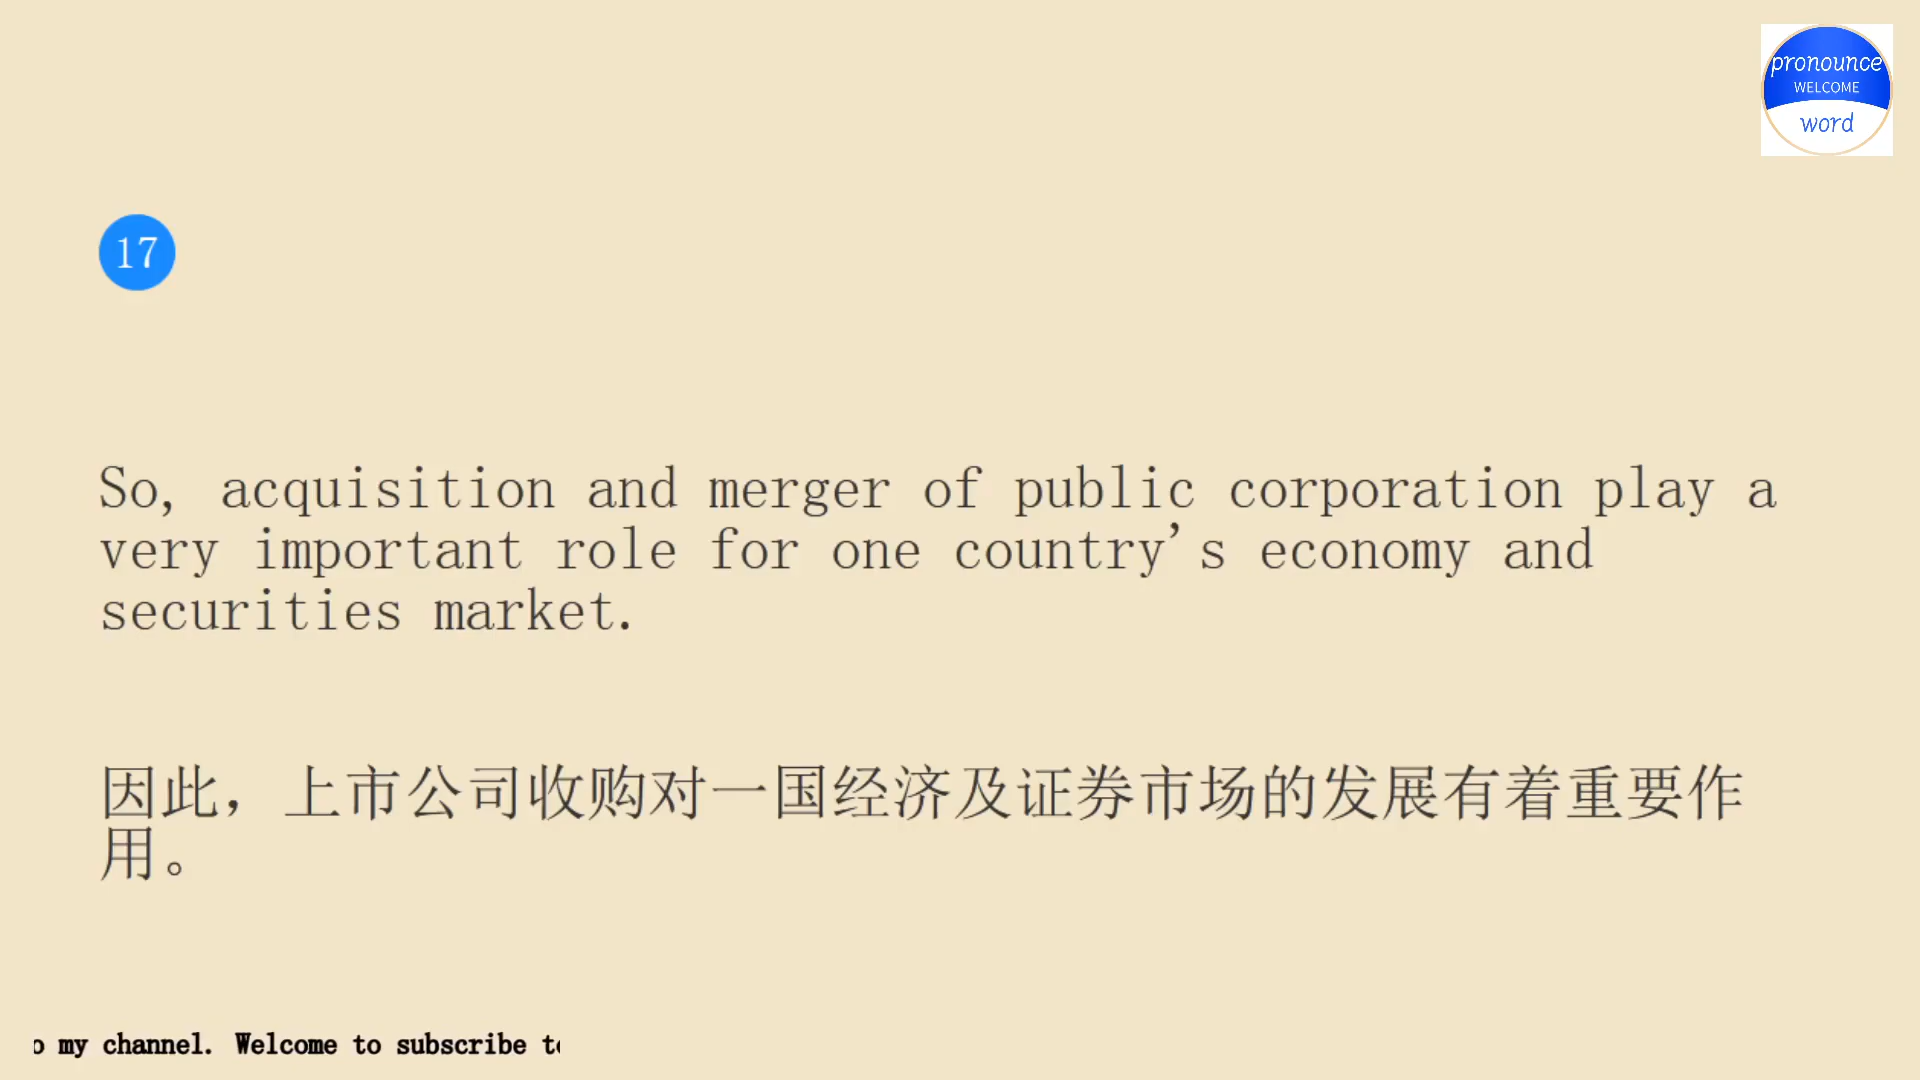 pronounce
WELCOME
word
17
So, acquisition and merger of public corporation play a
very important role for one country's economy and
securities market.
因此，上市公司收购对一国经济及证券市场的发展有着重要作
用。
my channel. Welcome to subscribe